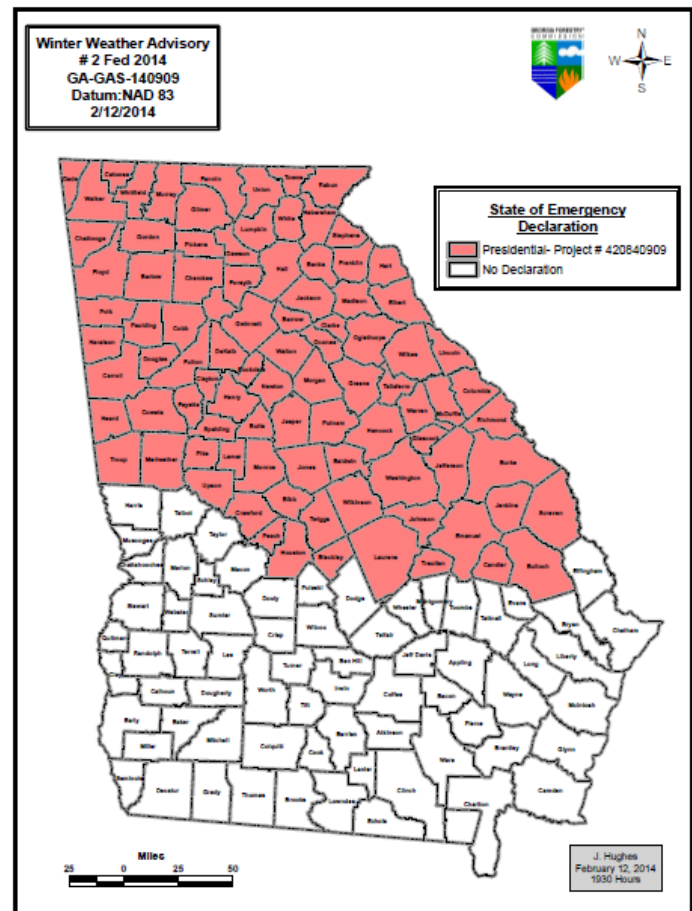 Winter Weather Advisory
# 2 Fed 2014
GA-GAS-140909
Datum:NAD 83
2/12/2014
GEORGIA FORESTRY
COMMISSION
N
W E
S
State of Emergency
Declaration
Presidential- Project # 420840909
No Declaration
Dade
Catoosa
Walker
Whitfield
Murray
Fannin
Union
Towns
Rabun
Gilmer
White
Habersham
Lumpkin
Stephens
Chattooga
Gordon
Pickens
Dawson
Hall
Banks
Franklin
Hart
Floyd
Bartow
Cherokee
Forsyth
Jackson
Madison
Elbert
Polk
Paulding
Cobb
Gwinnett
Barrow
Clarke
Oconee
Oglethorpe
Wilkes
Lincoln
Haralson
Douglas
Fulton
DeKalb
Walton
Rockdale
Carroll
Clayton
Newton
Morgan
Greene
Taliaferro
Columbia
McDuffie
Warren
Richmond
Heard
Coweta
Fayette
Henry
Spalding
Butts
Jasper
Putnam
Hancock
Glascock
Troup
Meriwether
Pike
Lamar
Monroe
Jones
Baldwin
Washington
Jefferson
Burke
Upson
Bibb
Wilkinson
Crawford
Twiggs
Johnson
Jenkins
Screven
Emanuel
Peach
Houston
Bleckley
Laurens
Treutlen
Candler
Bulloch
Harris
Talbot
Taylor
Muscogee
Chattahoochee
Marion
Macon
Schley
Effingham
Pulaski
Dooly
Dodge
Wheeler
Montgomery
Toombs
Evans
Tattnall
Bryan
Chatham
Stewart
Webster
Sumter
Wilcox
Telfair
Crisp
Quitman
Randolph
Terrell
Lee
Turner
Ben Hill
Jeff Davis
Appling
Long
Liberty
Calhoun
Dougherty
Worth
Tift
Irwin
Coffee
Bacon
Wayne
McIntosh
Early
Baker
Mitchell
Colquitt
Cook
Berrien
Atkinson
Pierce
Brantley
Glynn
Miller
Lanier
Ware
Camden
Seminole
Decatur
Grady
Thomas
Brooks
Lowndes
Echols
Clinch
Charlton
Miles
25 0 25 50
J. Hughes
February 12, 2014
1930 Hours